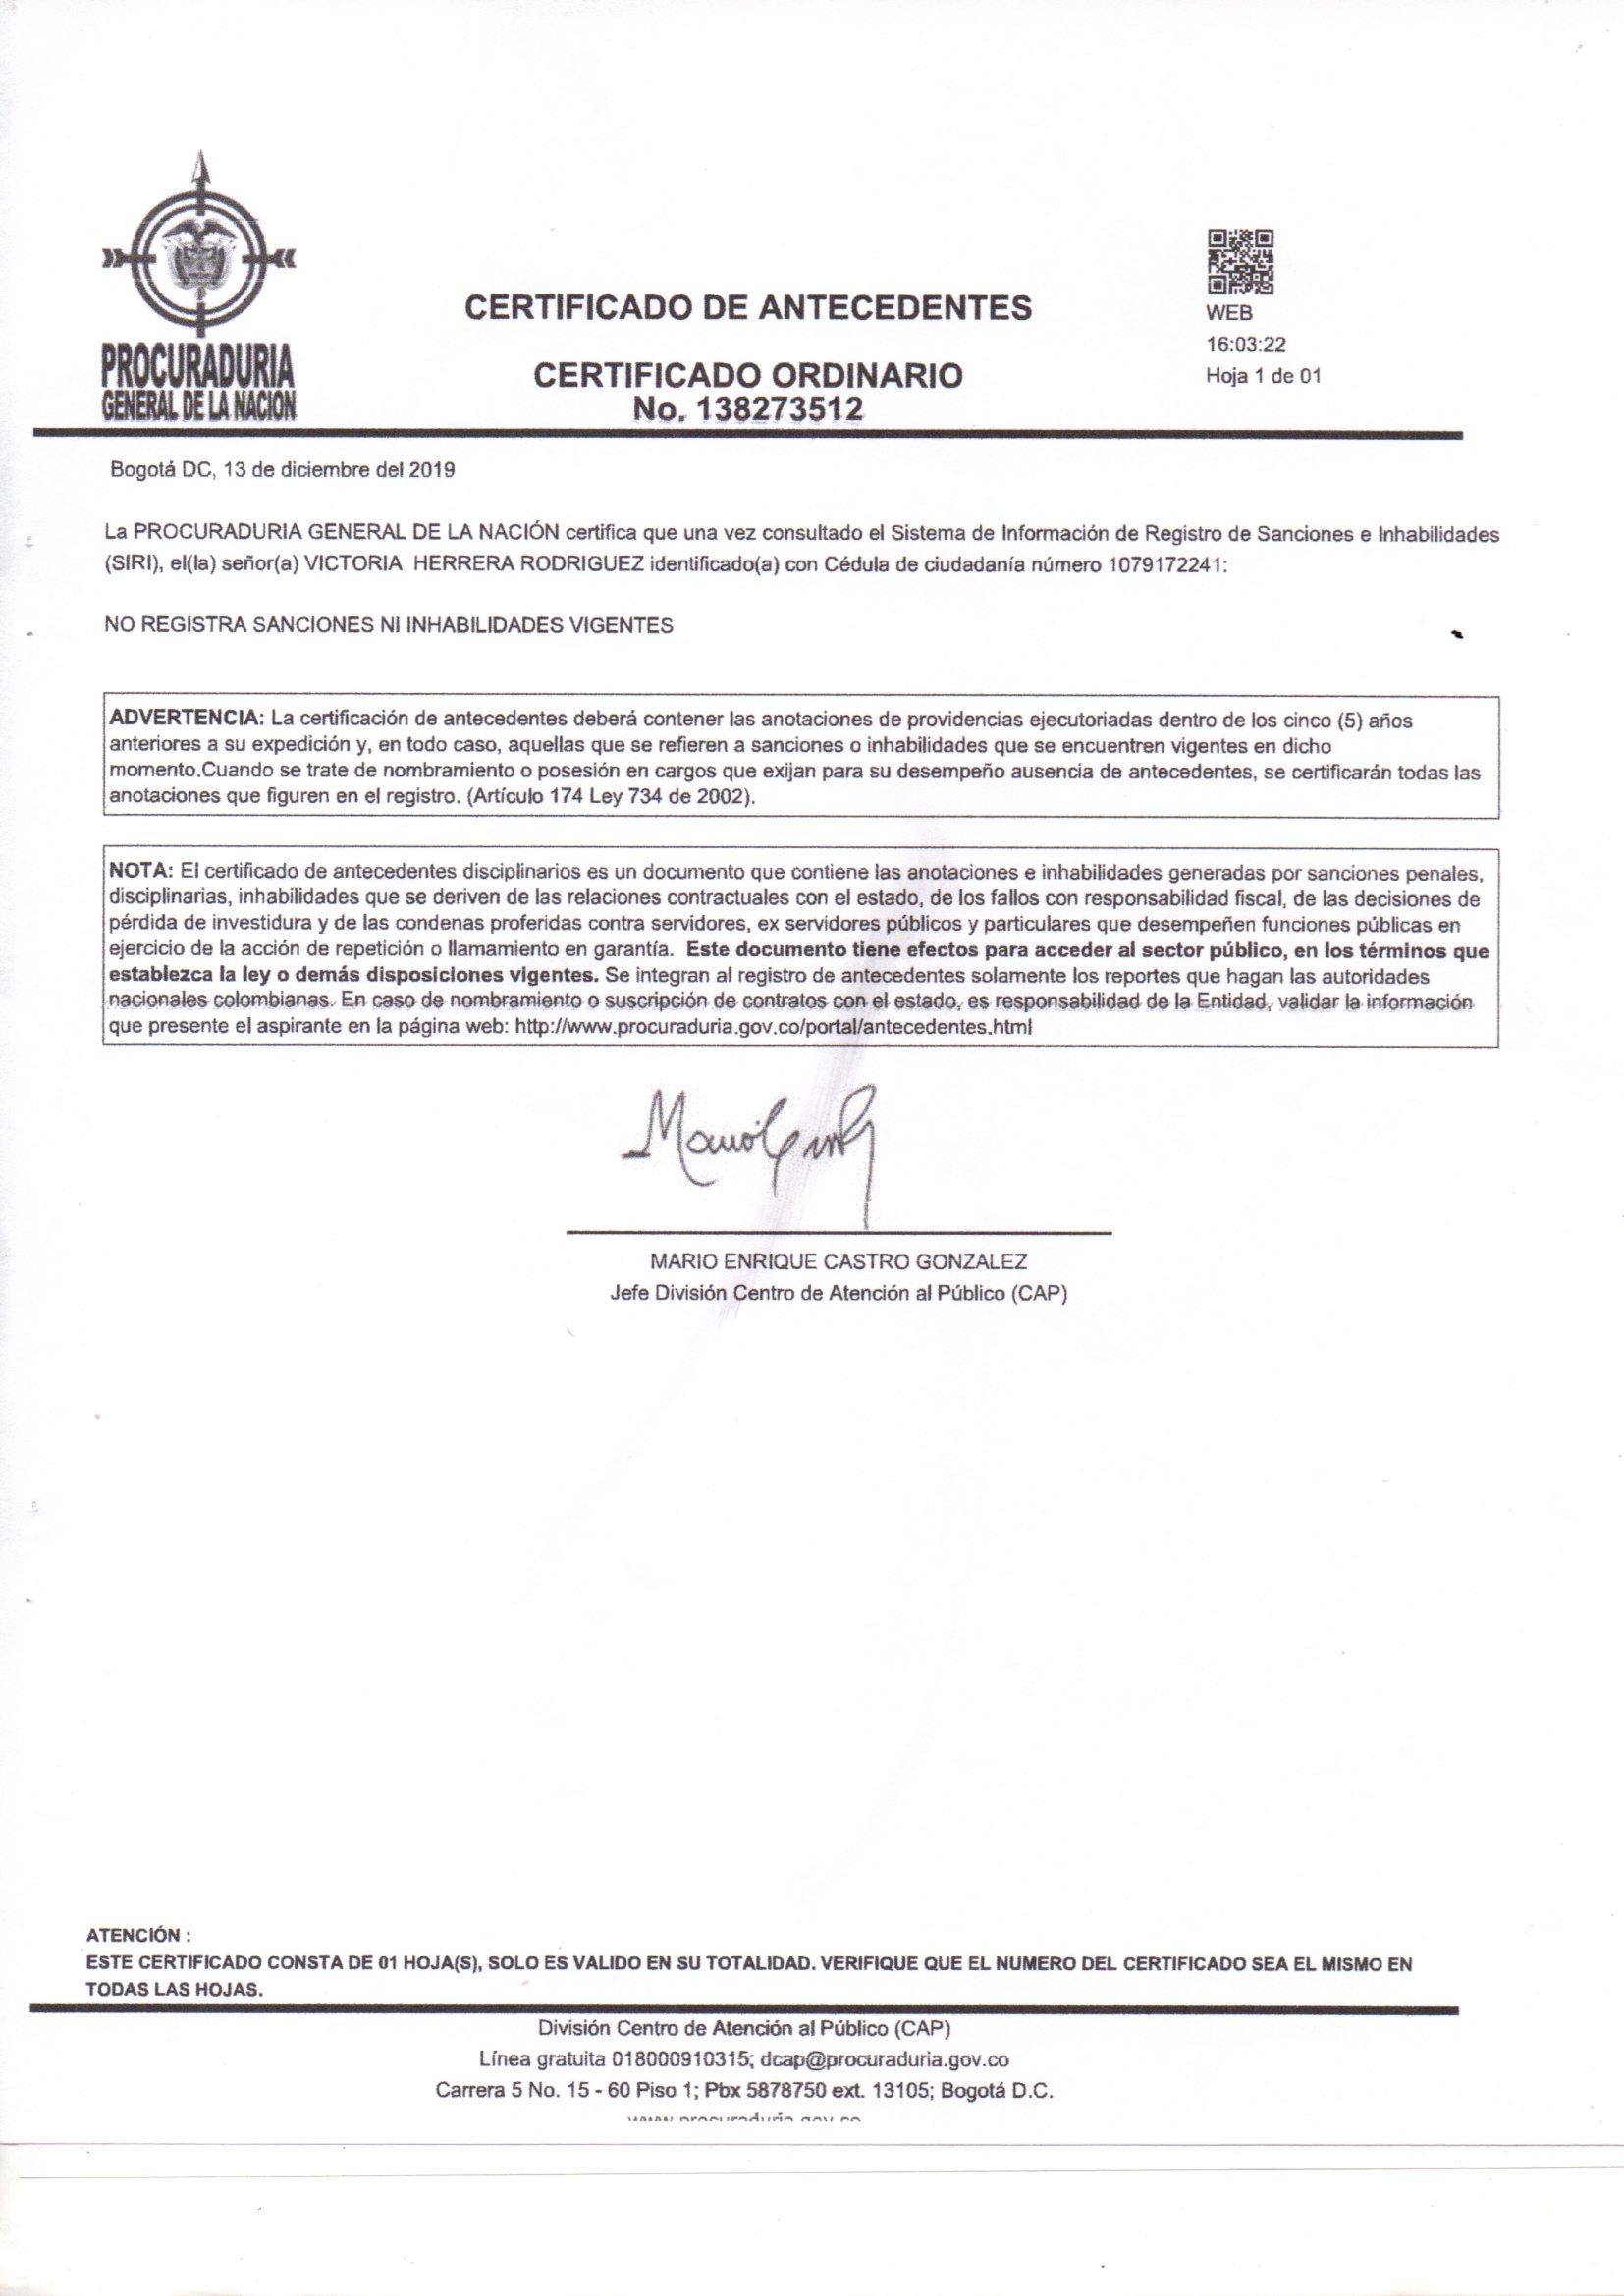 PROCURADURIA
GENERAL DE LA NACION
CERTIFICADO DE ANTECEDENTES
CERTIFICADO ORDINARIO
No. 138273512
WEB
16:03:22
Hoja 1 de 01
Bogotá DC, 13 de diciembre del 2019
La PROCURADURIA GENERAL DE LA NACIÓN certifica que una vez consultado el Sistema de Información de Registro de Sanciones e Inhabilidades
(SIRI), el(la) señor(a) VICTORIA HERRERA RODRIGUEZ identificado(a) con Cédula de ciudadanía número 1079172241:
NO REGISTRA SANCIONES NI INHABILIDADES VIGENTES
ADVERTENCIA: La certificación de antecedentes deberá contener las anotaciones de providencias ejecutoriadas dentro de los cinco (5) años
anteriores a su expedición y, en todo caso, aquellas que se refieren a sanciones o inhabilidades que se encuentren vigentes en dicho
momento.Cuando se trate de nombramiento o posesión en cargos que exijan para su desempeño ausencia de antecedentes, se certificarán todas las
anotaciones que figuren en el registro. (Artículo 174 Ley 734 de 2002).
NOTA: El certificado de antecedentes disciplinarios es un documento que contiene las anotaciones e inhabilidades generadas por sanciones penales,
disciplinarias, inhabilidades que se deriven de las relaciones contractuales con el estado, de los fallos con responsabilidad fiscal, de las decisiones de
pérdida de investidura y de las condenas proferidas contra servidores, ex servidores públicos y particulares que desempeñen funciones públicas en
ejercicio de la acción de repetición o llamamiento en garantía. Este documento tiene efectos para acceder al sector público, en los términos que
establezca la ley o demás disposiciones vigentes. Se integran al registro de antecedentes solamente los reportes que hagan las autoridades
nacionales colombianas. En caso de nombramiento o suscripción de contratos con el estado, es responsabilidad de la Entidad, validar la información
que presente el aspirante en la página web: http://www.procuraduria.gov.co/portal/antecedentes.html
MARIO ENRIQUE CASTRO GONZALEZ
Jefe División Centro de Atención al Público (CAP)
ATENCIÓN :
ESTE CERTIFICADO CONSTA DE 01 HOJA(S), SOLO ES VALIDO EN SU TOTALIDAD. VERIFIQUE QUE EL NUMERO DEL CERTIFICADO SEA EL MISMO EN
TODAS LAS HOJAS.
División Centro de Atención al Público (CAP)
Línea gratuita 018000910315; dcap@procuraduria.gov.co
Carrera 5 No. 15 - 60 Piso 1; Pbx 5878750 ext. 13105; Bogotá D.C.
www.procuraduria.gov.co